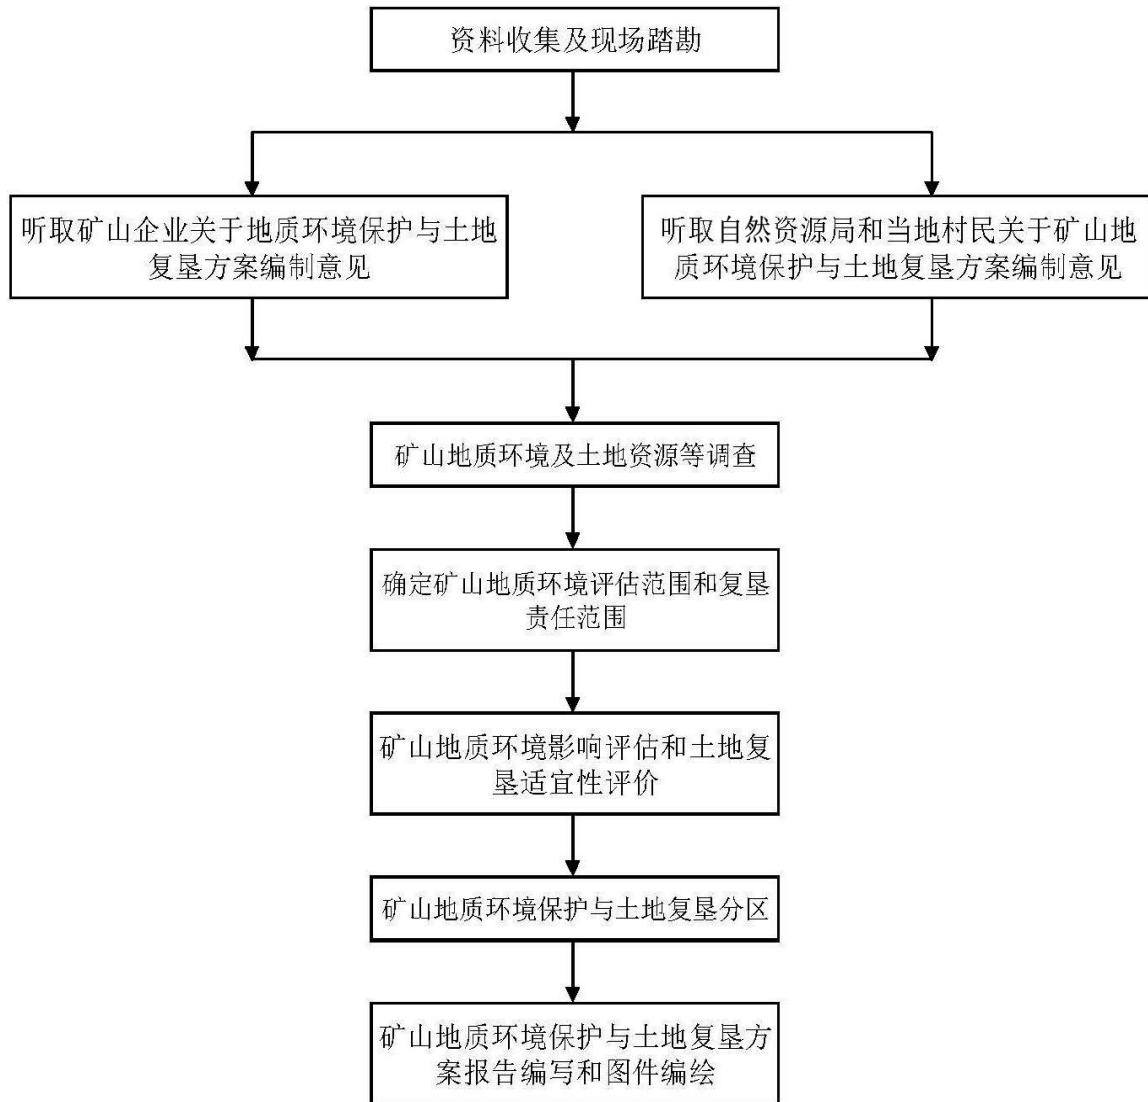 资料收集及现场踏勘
听取矿山企业关于地质环境保护与土地
复垦方案编制意见
听取自然资源局和当地村民关于矿山地
质环境保护与土地复垦方案编制意见
矿山地质环境及土地资源等调查
确定矿山地质环境评估范围和复垦
责任范围
矿山地质环境影响评估和土地复
垦适宜性评价
矿山地质环境保护与土地复垦分区
矿山地质环境保护与土地复垦方
案报告编写和图件编绘